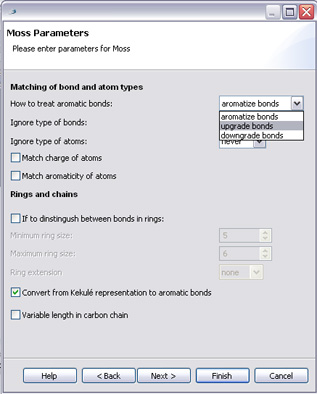 Moss Parameters
Please enter parameters for Moss
Matching of bond and atom types
How to treat aromatic bonds: aromatize bonds
aromatize bonds
Ignore type of bonds: upgrade bonds
downgrade bonds
Ignore type of atoms: never
Match charge of atoms
Match aromaticity of atoms
Rings and chains
If to dinstingush between bonds in rings:
Minimum ring size: 5
Maximum ring size: 6
Ring extension none
Convert from Kekulé representation to aromatic bonds
Variable length in carbon chain
Help < Back Next > Finish Cancel